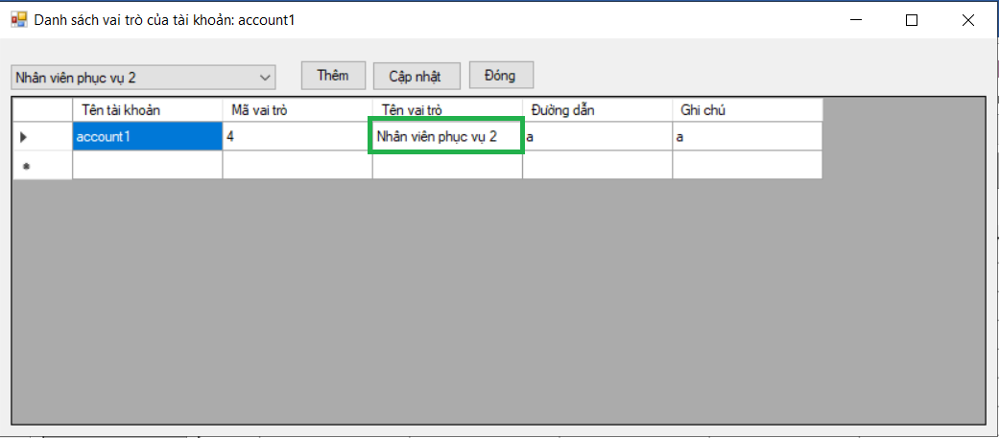 Danh sách vai trò của tài khoản: account1
Nhân viên phục vụ 2 Thêm Cập nhật Đóng
Tên tài khoản Mã vai trò Tên vai trò Đường dẫn Ghi chú
account1 4 Nhân viên phục vụ 2 a a